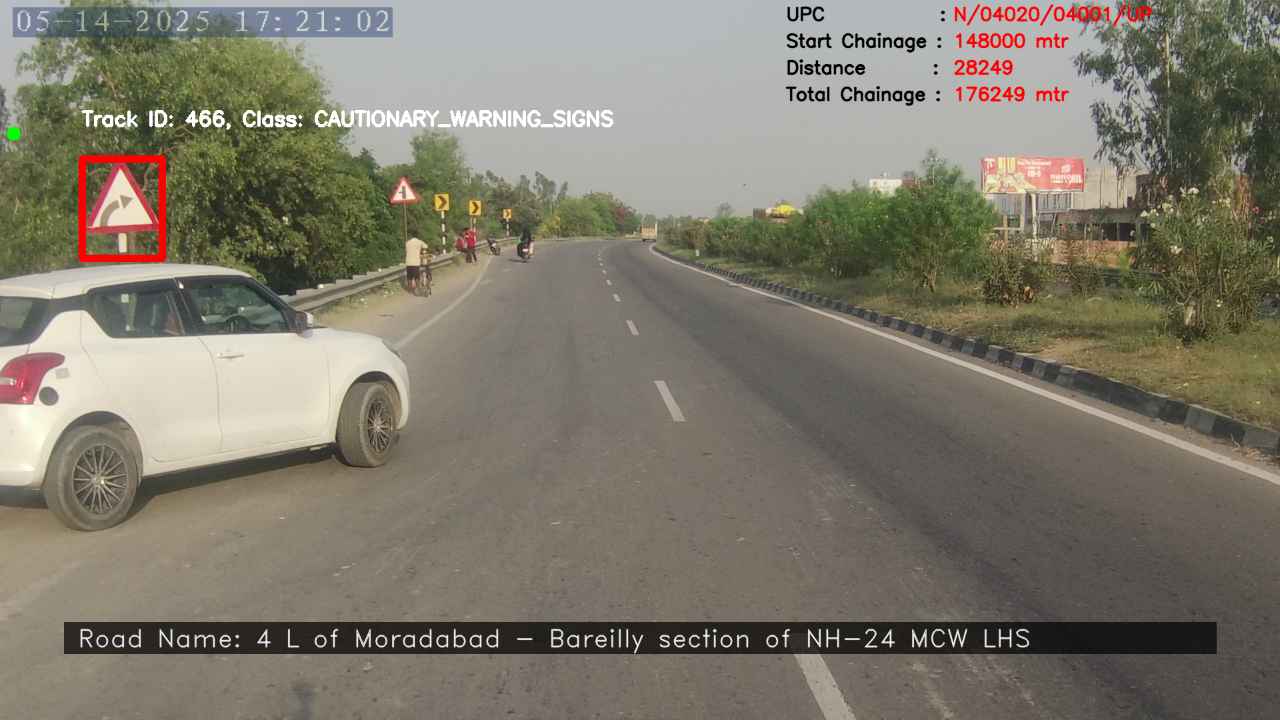 05-14-2025 17:21:02
UPC : N/04020/04001/UP
Start Chainage : 148000 mtr
Distance : 28249
Total Chainage : 176249 mtr
Track ID: 466, Class: CAUTIONARY_WARNING_SIGNS
Road Name: 4 L of Moradabad - Bareilly section of NH-24 MCW LHS